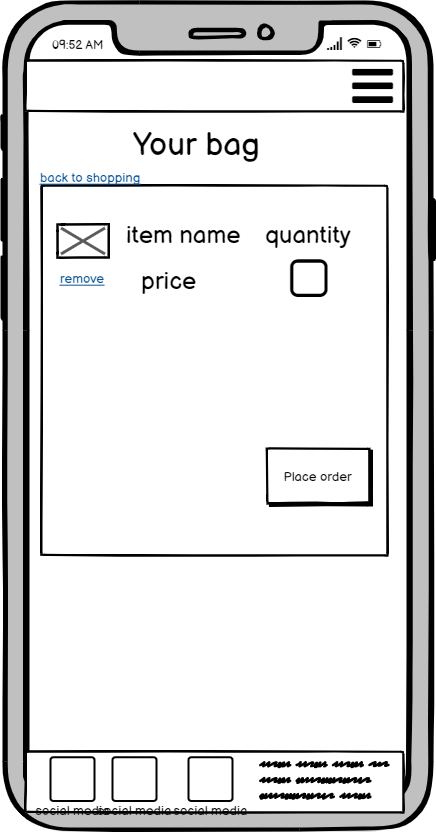 09:52 AM
Your bag
back to shopping
item name quantity
remove price
Place order
social media social media social media